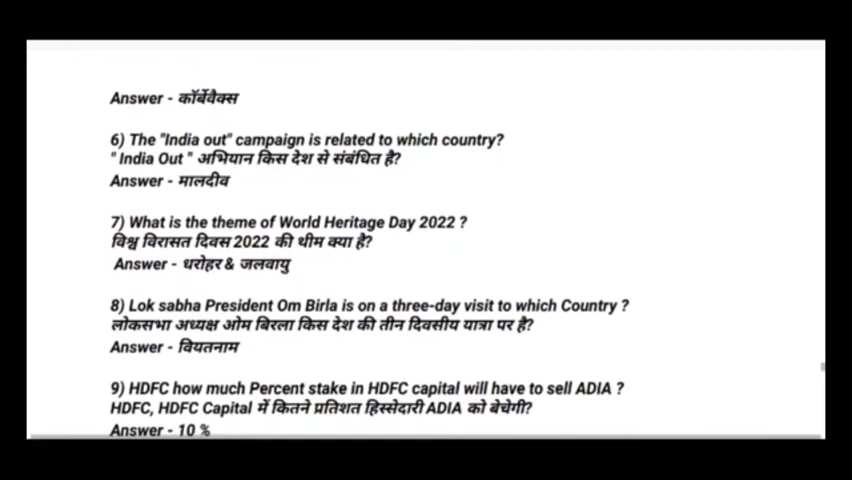 Answer - कॉर्बेवैक्स
6) The "India out" campaign is related to which country?
" India Out " अभियान किस देश से संबंधित है?
Answer - मालदीव
7) What is the theme of World Heritage Day 2022 ?
विश्व विरासत दिवस 2022 की थीम क्या है?
Answer - धरोहर & जलवायु
8) Lok sabha President Om Birla is on a three-day visit to which Country ?
लोकसभा अध्यक्ष ओम बिरला किस देश की तीन दिवसीय यात्रा पर है?
Answer - वियतनाम
9) HDFC how much Percent stake in HDFC capital will have to sell ADIA ?
HDFC, HDFC Capital में कितने प्रतिशत हिस्सेदारी ADIA को बेचेगी?
Answer - 10 %